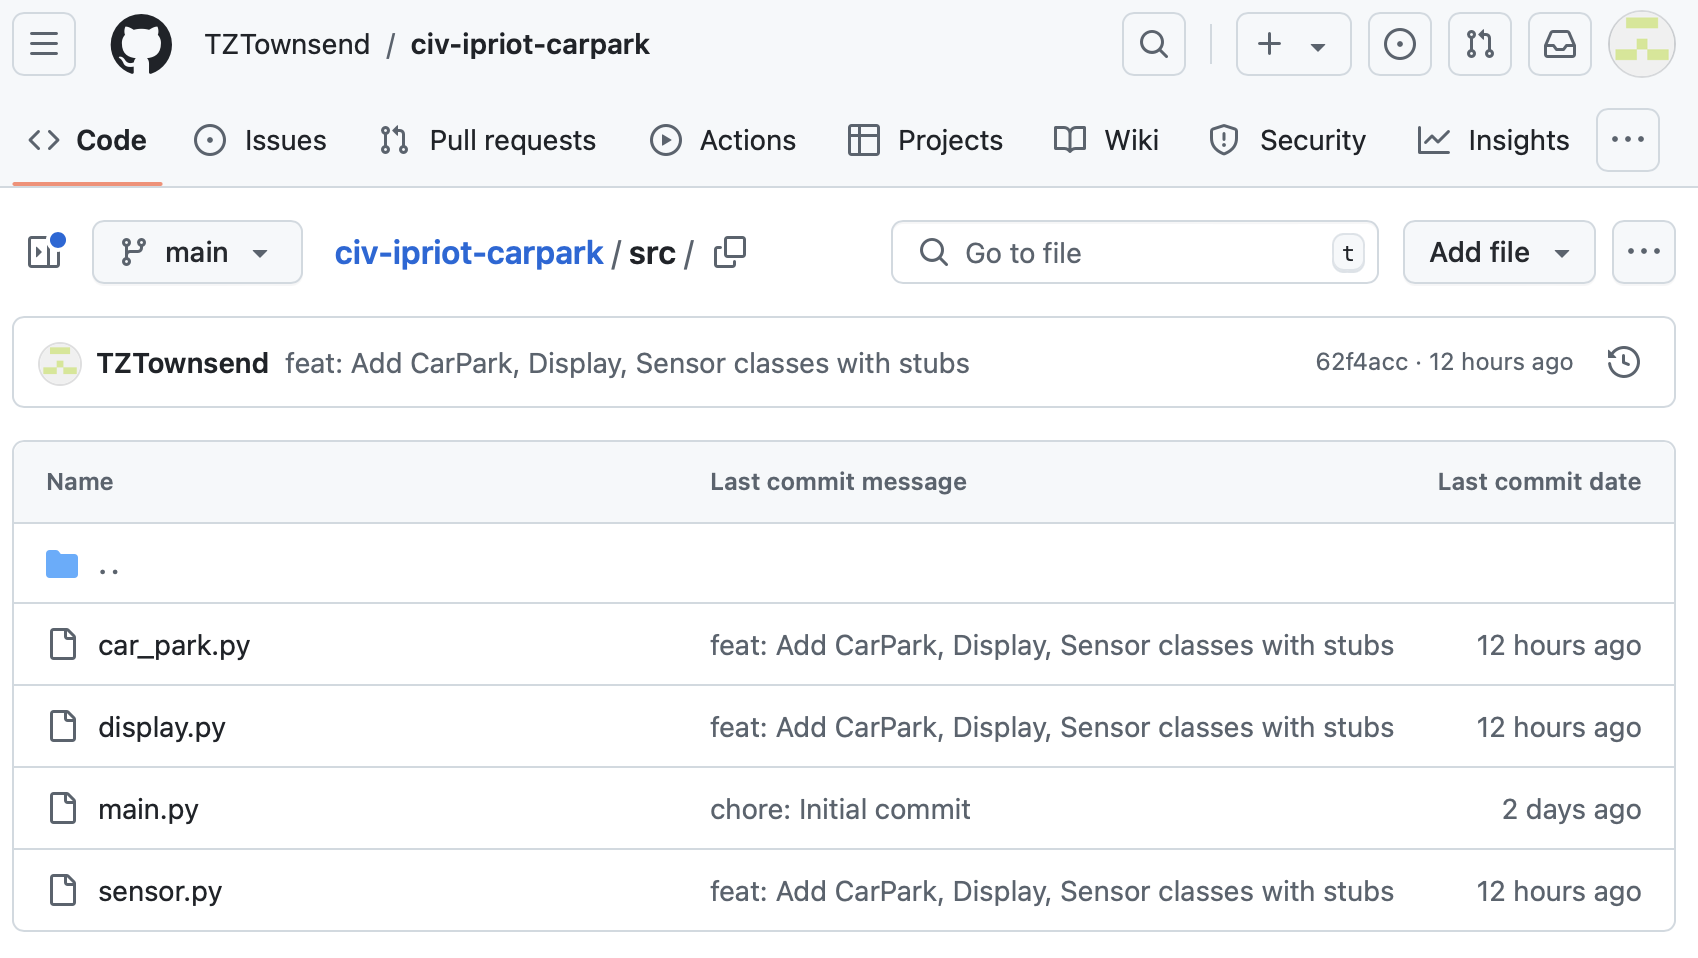 TZTownsend / civ-ipriot-carpark
Code Issues Pull requests Actions Projects Wiki Security Insights
main civ-ipriot-carpark / src / Go to file t Add file
TZTownsend feat: Add CarPark, Display, Sensor classes with stubs 62f4acc · 12 hours ago
Name Last commit message Last commit date
..
car_park.py feat: Add CarPark, Display, Sensor classes with stubs 12 hours ago
display.py feat: Add CarPark, Display, Sensor classes with stubs 12 hours ago
main.py chore: Initial commit 2 days ago
sensor.py feat: Add CarPark, Display, Sensor classes with stubs 12 hours ago